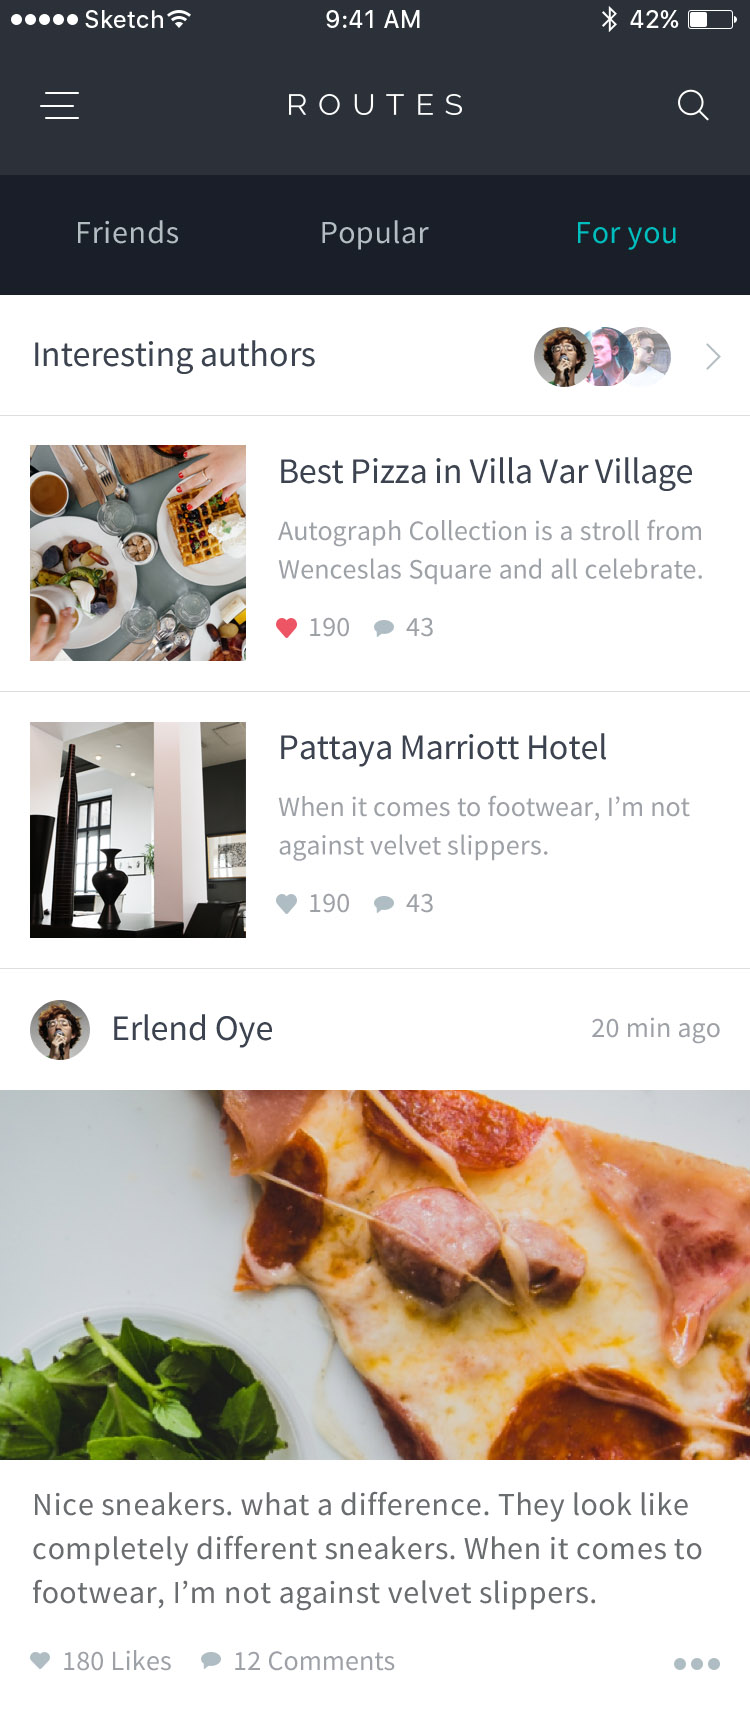 Sketch 9:41 AM 42%
ROUTES
Friends Popular For you
Interesting authors
Best Pizza in Villa Var Village
Autograph Collection is a stroll from
Wenceslas Square and all celebrate.
190 43
Pattaya Marriott Hotel
When it comes to footwear, I’m not
against velvet slippers.
190 43
Erlend Oye 20 min ago
Nice sneakers. what a difference. They look like
completely different sneakers. When it comes to
footwear, I’m not against velvet slippers.
180 Likes 12 Comments